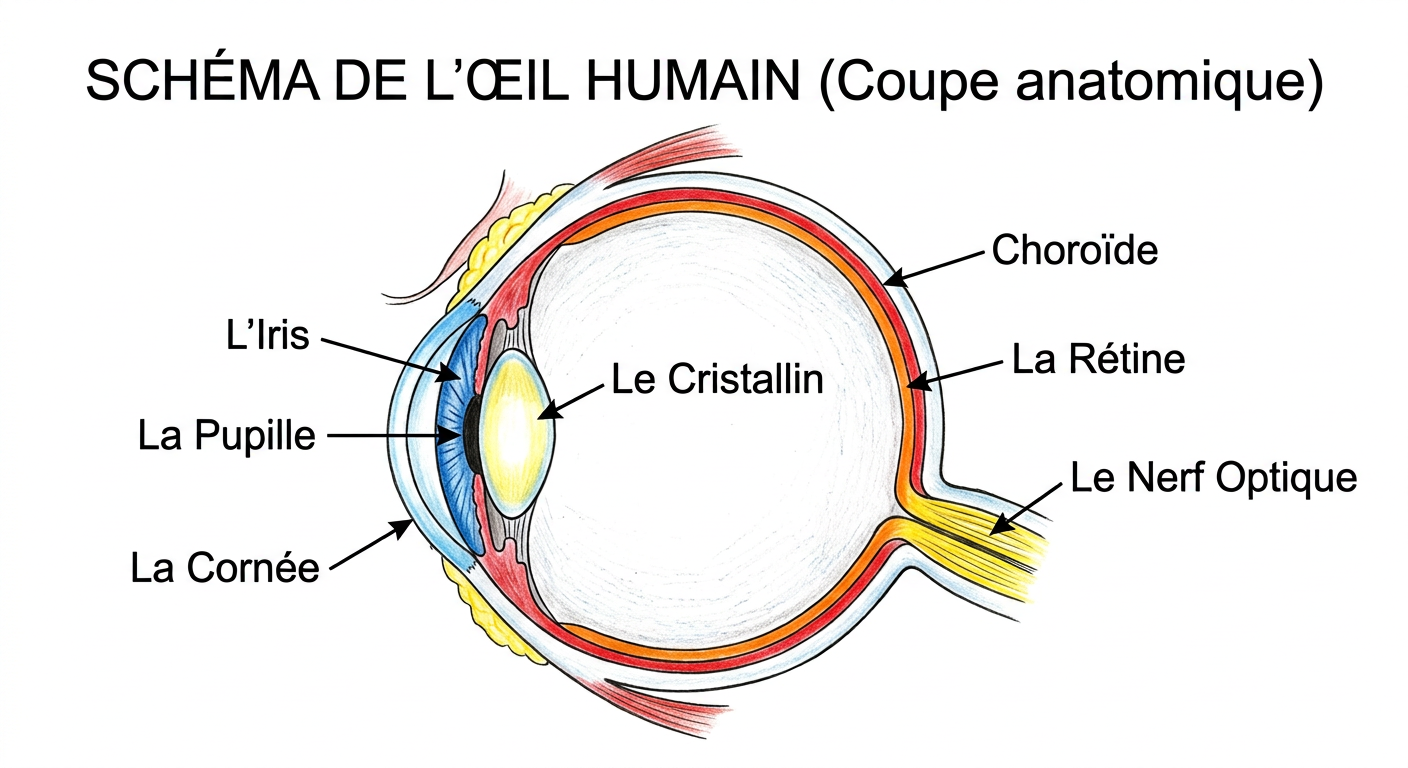 SCHÉMA DE L’ŒIL HUMAIN (Coupe anatomique)
Choroïde
L’Iris
La Rétine
Le Cristallin
La Pupille
Le Nerf Optique
La Cornée